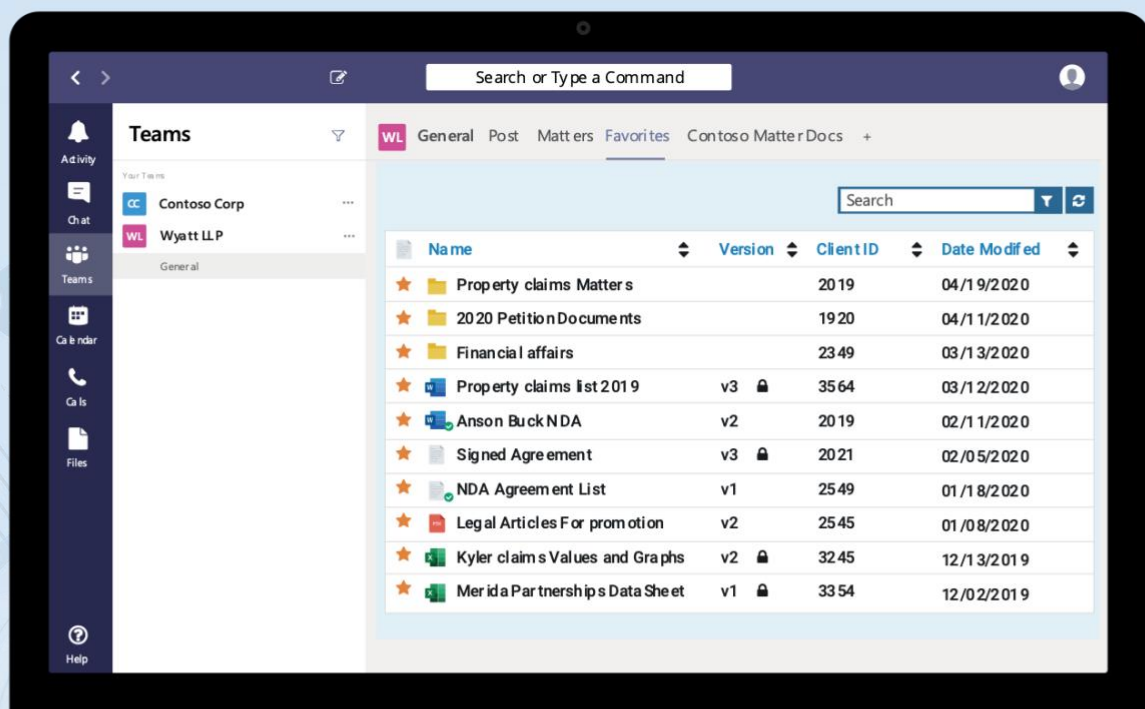 Search or Type a Command
Activity
Chat
Teams
Calendar
Calls
Files
Help
Teams
Your Teams
CC Contoso Corp ...
WL Wyatt LLP ...
General
WL General Post Matters Favorites Contoso Matter Docs +
Search
Name Version Client ID Date Modifed
Property claims Matters 2019 04/19/2020
2020 Petition Documents 1920 04/11/2020
Financial affairs 2349 03/13/2020
Property claims list 2019 v3 3564 03/12/2020
Anson Buck NDA v2 2019 02/11/2020
Signed Agreement v3 2021 02/05/2020
NDA Agreement List v1 2549 01/18/2020
Legal Articles For promotion v2 2545 01/08/2020
Kyler claims Values and Graphs v2 3245 12/13/2019
Merida Partnerships Data Sheet v1 3354 12/02/2019